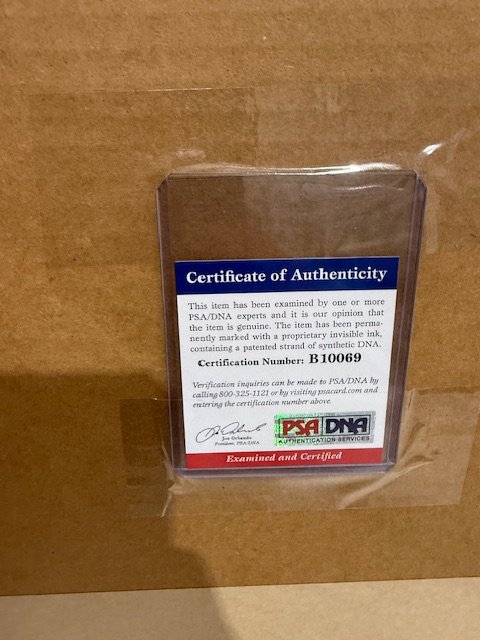 Certificate of Authenticity
This item has been examined by one or more
PSA/DNA experts and it is our opinion that
the item is genuine. The item has been perma-
nently marked with a proprietary invisible ink,
containing a patented strand of synthetic DNA.
Certification Number: B10069
Verification inquiries can be made to PSA/DNA by
calling 800-325-1121 or by visiting psacard.com and
entering the certification number above.
Joe Orlando
President, PSA/DNA
PSA DNA
AUTHENTICATION SERVICES
Examined and Certified